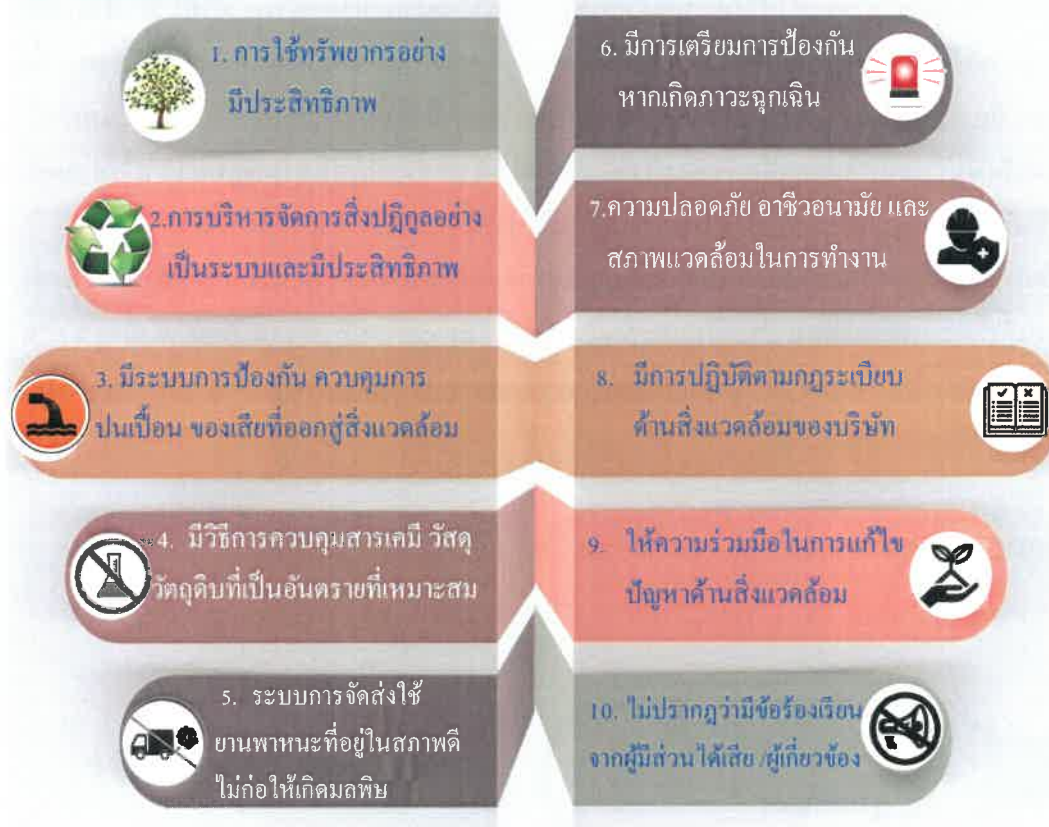 1. การใช้ทรัพยากรอย่าง
มีประสิทธิภาพ
2.การบริหารจัดการสิ่งปฎิกูลอย่าง
เป็นระบบและมีประสิทธิภาพ
3. มีระบบการป้องกัน ควบคุมการ
ปนเปื้อน ของเสียที่ออกสู่สิ่งแวดล้อม
4. มีวิธีการควบคุมสารเคมี วัสดุ
วัตถุดิบที่เป็นอันตรายที่เหมาะสม
5. ระบบการจัดส่งใช้
ยานพาหนะที่อยู่ในสภาพดี
ไม่ก่อให้เกิดมลพิษ
6. มีการเตรียมการป้องกัน
หากเกิดภาวะฉุกเฉิน
7.ความปลอดภัย อาชีวอนามัย และ
สภาพแวดล้อมในการทำงาน
8. มีการปฏิบัติตามกฎระเบียบ
ด้านสิ่งแวดล้อมของบริษัท
9. ให้ความร่วมมือในการแก้ไข
ปัญหาด้านสิ่งแวดล้อม
10. ไม่ปรากฎว่ามีข้อร้องเรียน
จากผู้มีส่วนได้เสีย /ผู้เกี่ยวข้อง